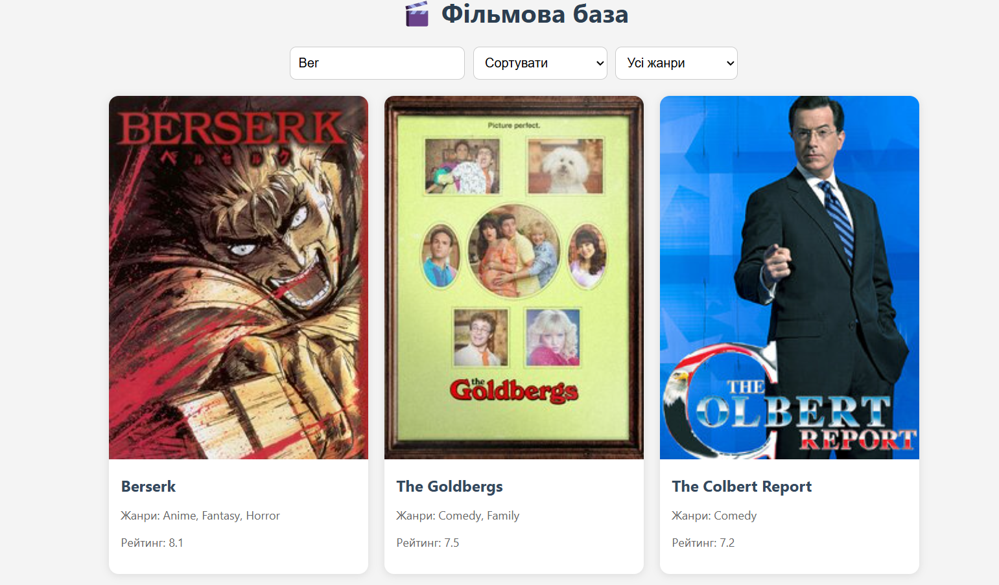 Фільмова база
Ber
Сортувати
Усі жанри
BERSERK
ベルセルク
Picture perfect.
the
Goldbergs
THE
COLBERT
REPORT
Berserk
Жанри: Anime, Fantasy, Horror
Рейтинг: 8.1
The Goldbergs
Жанри: Comedy, Family
Рейтинг: 7.5
The Colbert Report
Жанри: Comedy
Рейтинг: 7.2